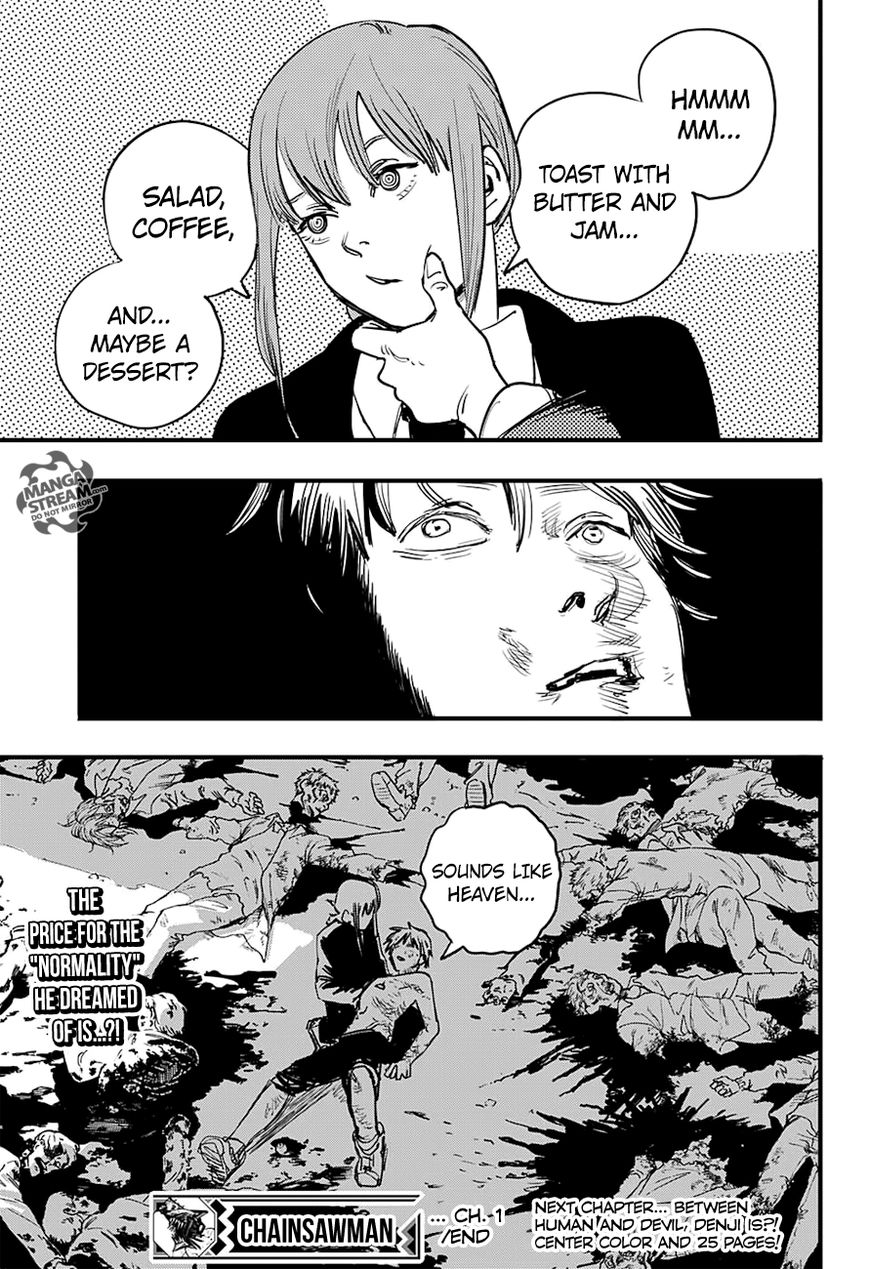 HMMM
MM...
TOAST WITH
BUTTER AND
JAM...
SALAD,
COFFEE,
AND...
MAYBE A
DESSERT?
MANGA
STREAM.com
DO NOT MIRROR
SOUNDS LIKE
HEAVEN...
THE
PRICE FOR THE
"NORMALITY"
HE DREAMED
OF IS...?!
CHAINSAWMAN
... CH. 1
/END
NEXT CHAPTER... BETWEEN
HUMAN AND DEVIL, DENJI IS?!
CENTER COLOR AND 25 PAGES!